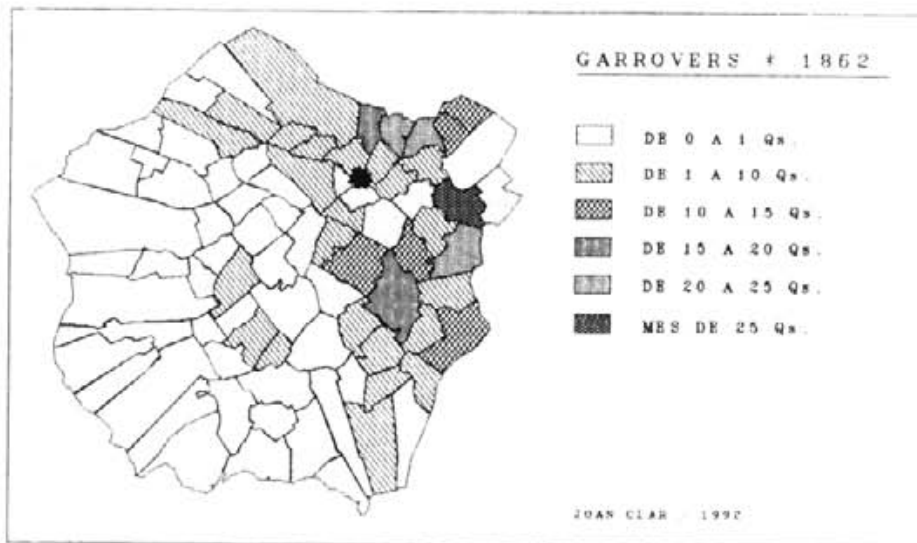 GARROVERS * 1862
DE 0 A 1 Qs.
DE 1 A 10 Qs.
DE 10 A 15 Qs.
DE 15 A 20 Qs.
DE 20 A 25 Qs.
MES DE 25 Qs.
JOAN CLAR - 1992